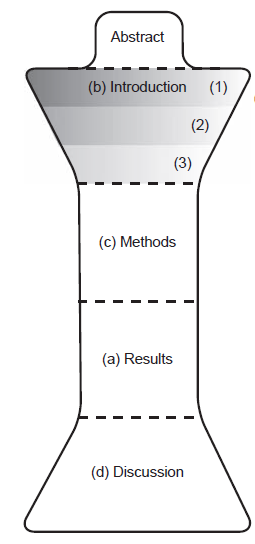 Abstract
(b) Introduction (1)
(2)
(3)
(c) Methods
(a) Results
(d) Discussion